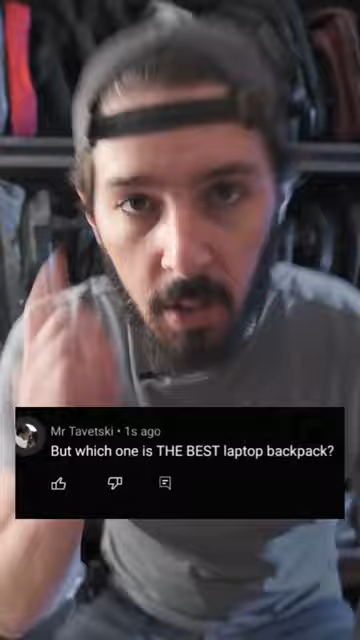 Mr Tavetski • 1s ago
But which one is THE BEST laptop backpack?